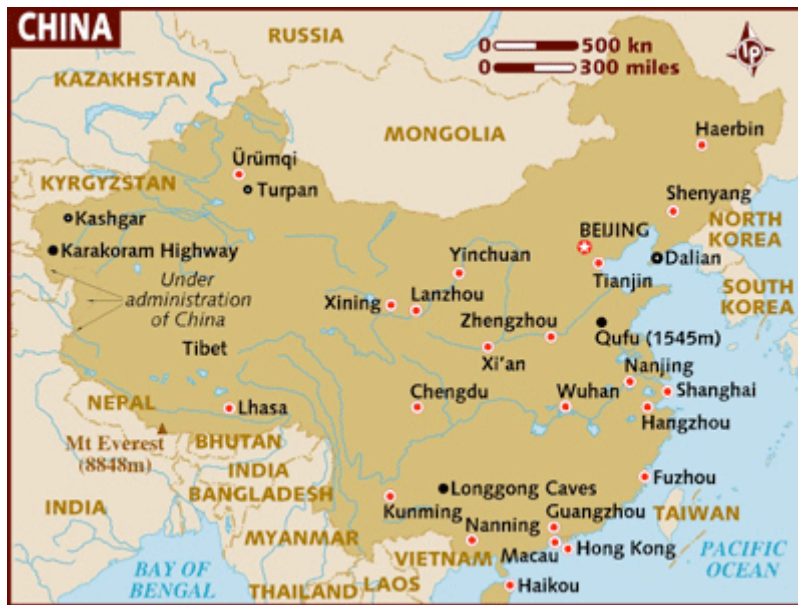 CHINA
RUSSIA
0 500 kn
0 300 miles
LP
KAZAKHSTAN
MONGOLIA
Haerbin
Ürümqi
KYRGYZSTAN
Turpan
Shenyang
Kashgar
BEIJING
NORTH
KOREA
Karakoram Highway
Yinchuan
Dalian
Tianjin
Under
administration
of China
SOUTH
KOREA
Xining
Lanzhou
Zhengzhou
Qufu (1545m)
Tibet
Xi'an
Nanjing
NEPAL
Lhasa
Chengdu
Wuhan
Shanghai
Hangzhou
Mt Everest
(8848m)
BHUTAN
INDIA
Fuzhou
INDIA
BANGLADESH
Longgong Caves
Kunming
Guangzhou
TAIWAN
Nanning
MYANMAR
VIETNAM
Macau
Hong Kong
PACIFIC
OCEAN
BAY OF
BENGAL
THAILAND
LAOS
Haikou